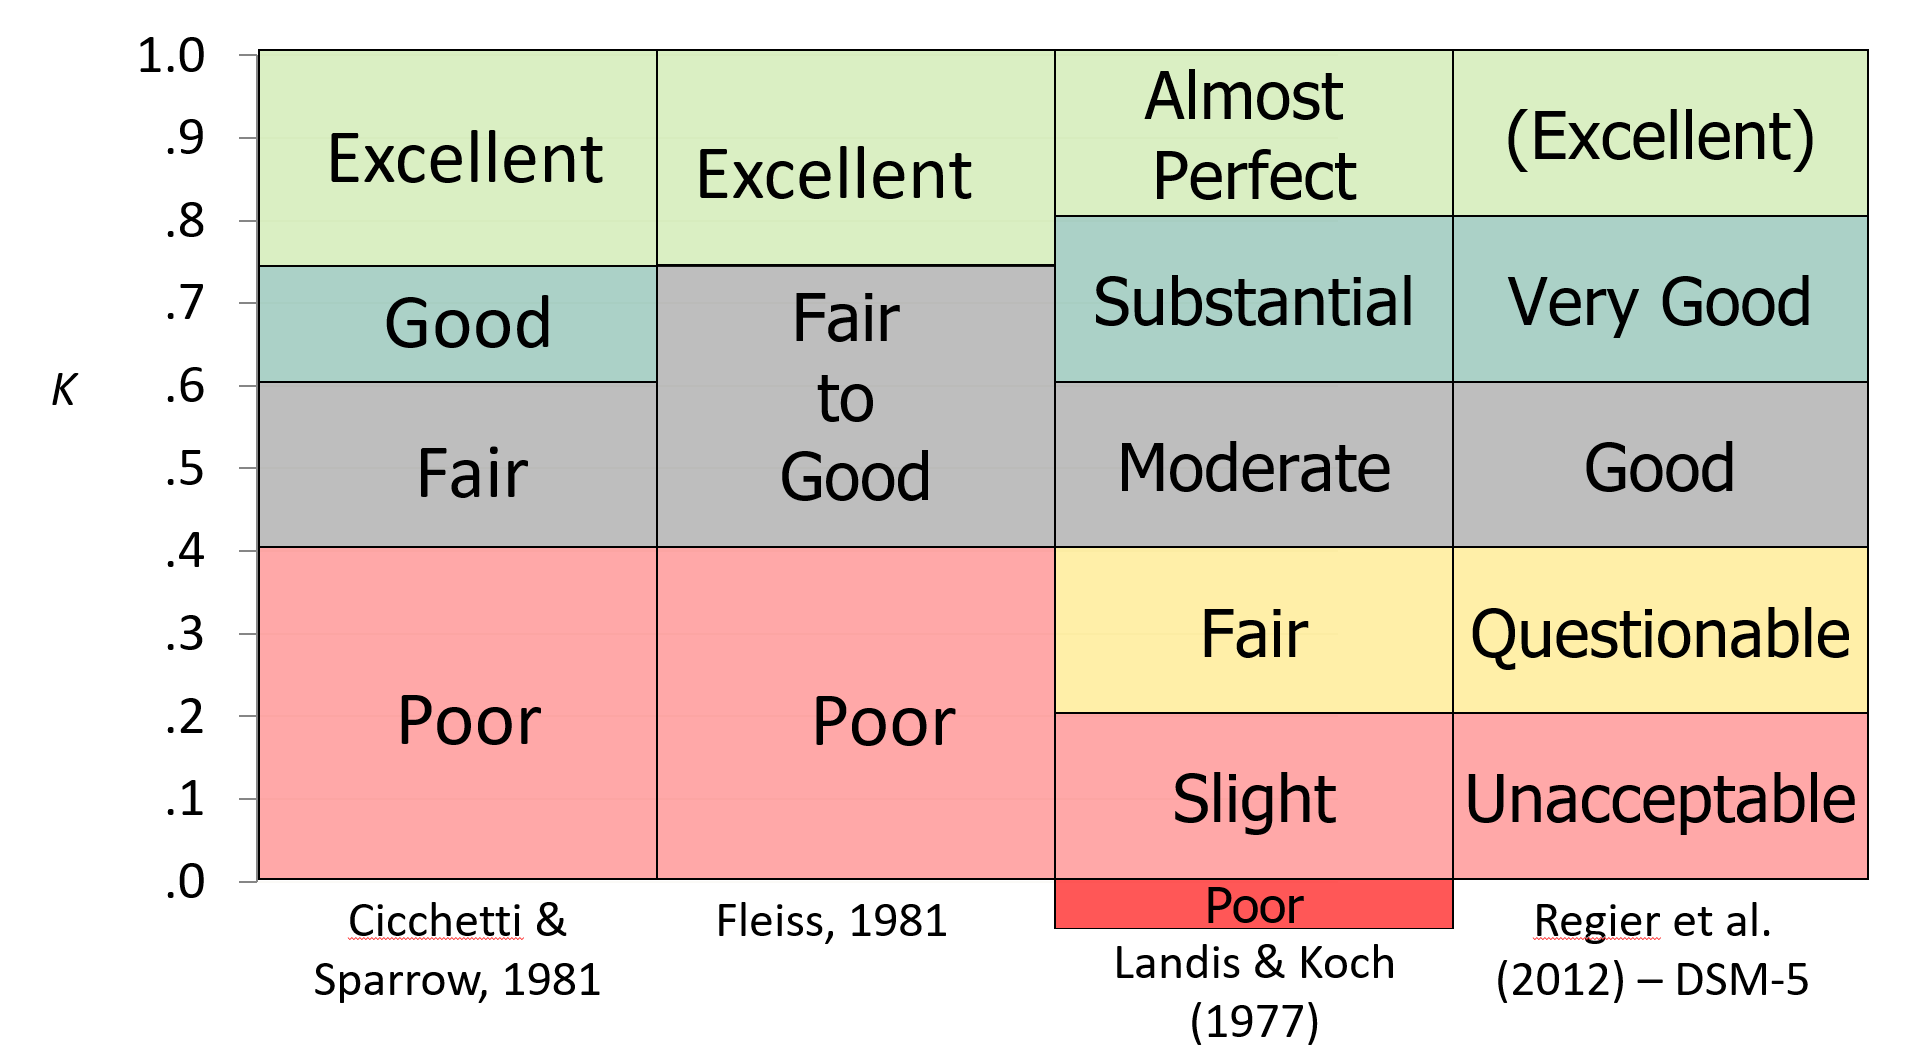 1.0
.9
.8
.7
.6
.5
.4
.3
.2
.1
.0
K
Excellent
Good
Fair
Poor
Cicchetti &
Sparrow, 1981
Excellent
Fair
to
Good
Poor
Fleiss, 1981
Almost
Perfect
Substantial
Moderate
Fair
Slight
Poor
Landis & Koch
(1977)
(Excellent)
Very Good
Good
Questionable
Unacceptable
Regier et al.
(2012) – DSM-5